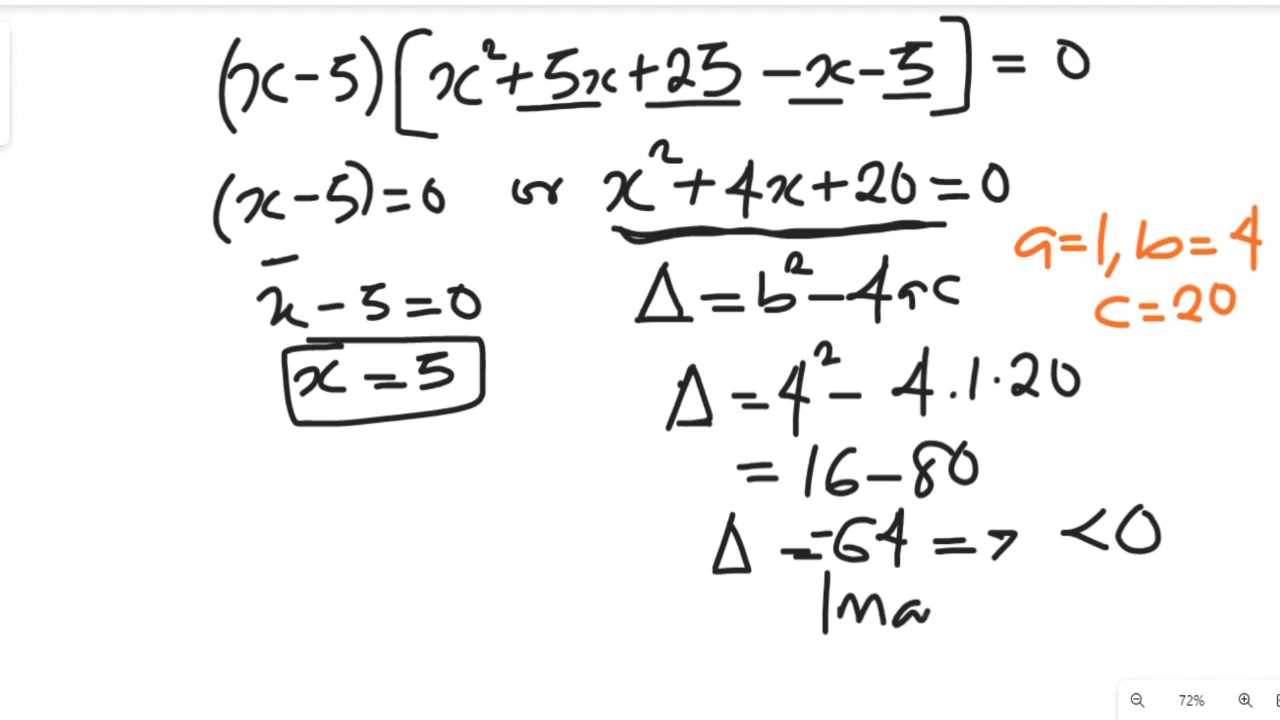 (x-5)[x²+5x+25-x-5]=0
(x-5)=0 or x²+4x+20=0
a=1, b=4
c=20
x-5=0
Δ=b²-4ac
x=5
Δ=4²-4.1.20
=16-80
Δ=-64=> <0
Ima
72%